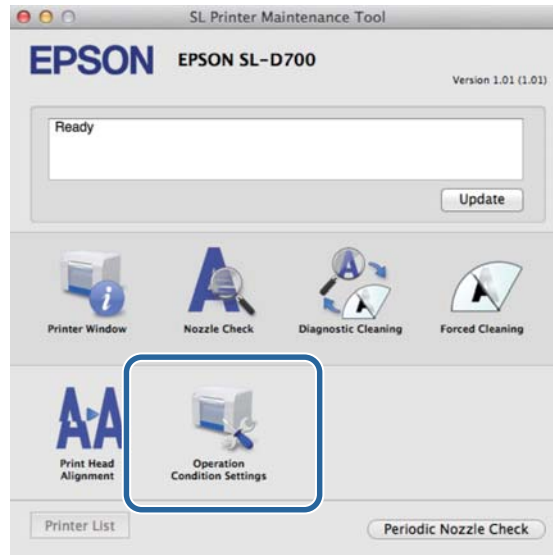 SL Printer Maintenance Tool
EPSON EPSON SL-D700
Version 1.01 (1.01)
Ready
Update
Printer Window
Nozzle Check
Diagnostic Cleaning
Forced Cleaning
Print Head
Alignment
Operation
Condition Settings
Printer List
Periodic Nozzle Check